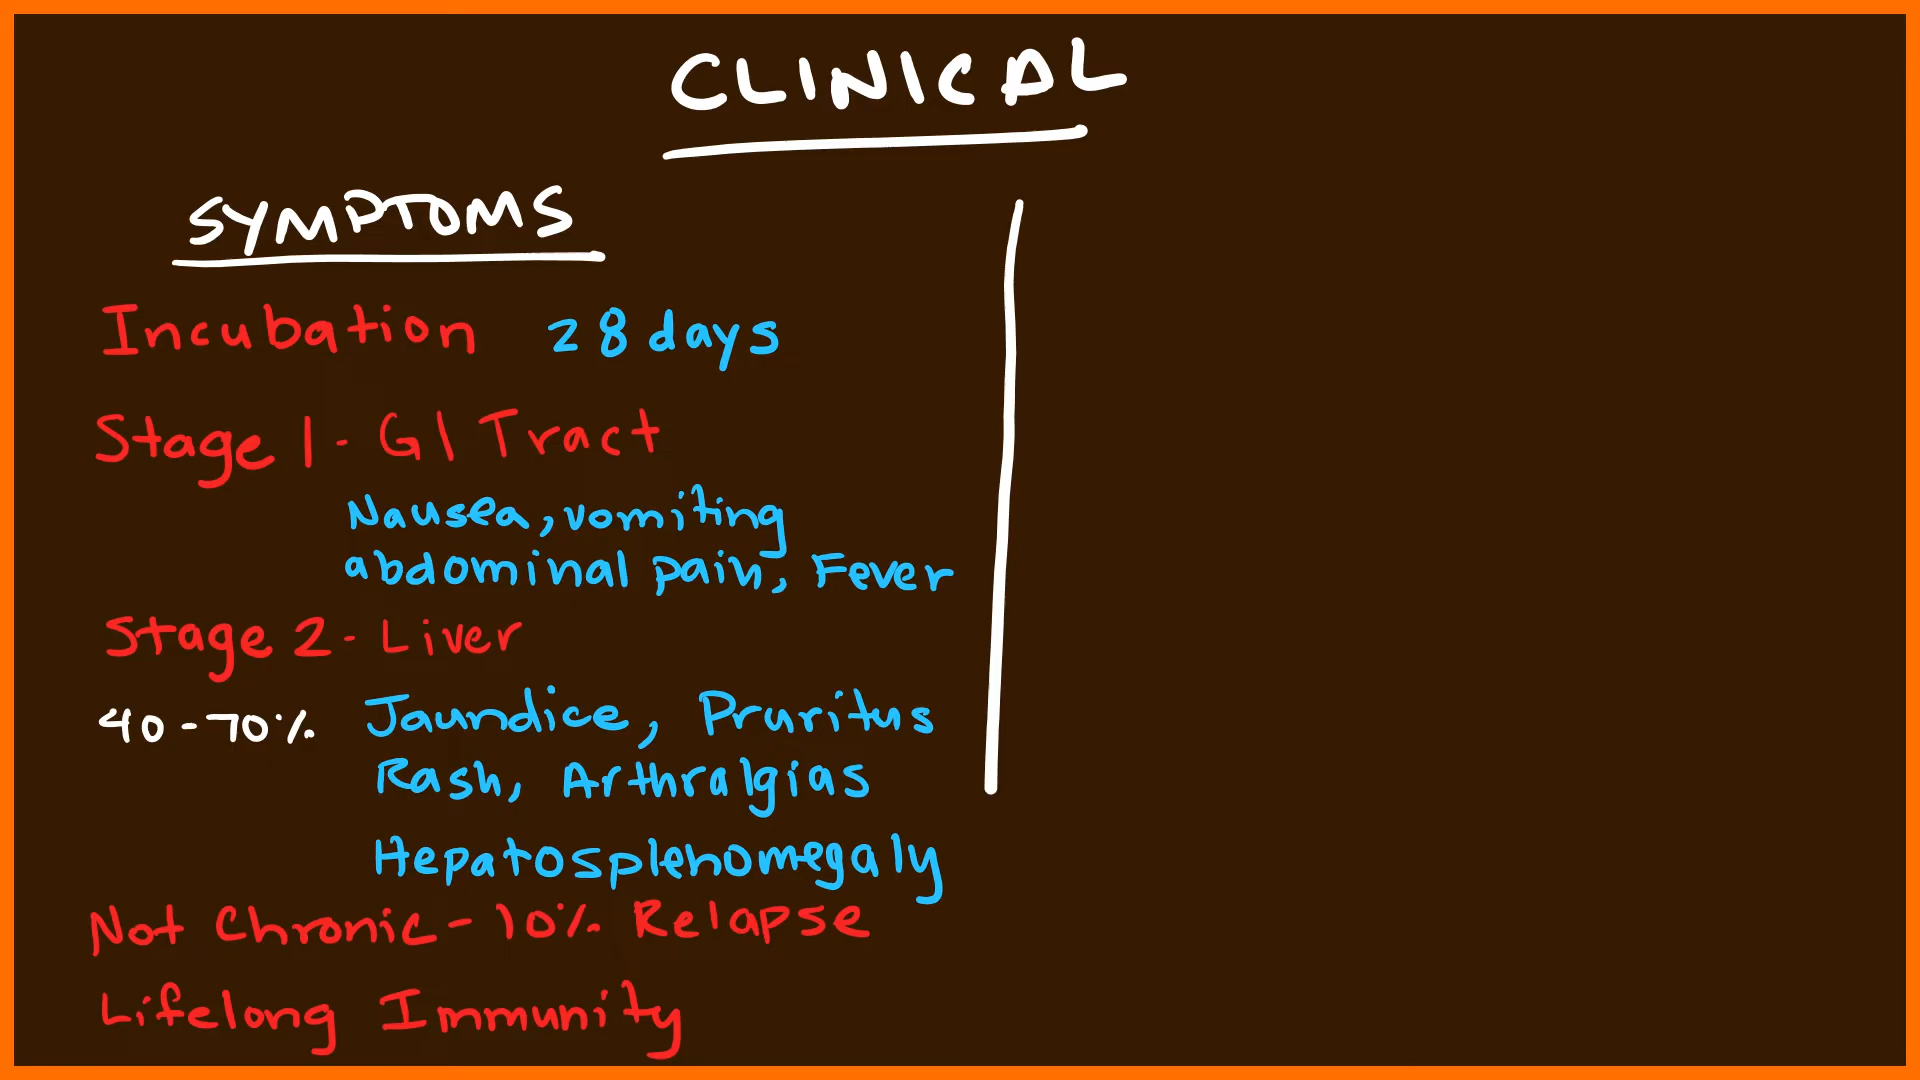 CLINICAL
SYMPTOMS
Incubation 28 days
Stage 1 - GI Tract
Nausea, vomiting
abdominal pain, Fever
Stage 2 - Liver
40-70% Jaundice, Pruritus
Rash, Arthralgias
Hepatosplenomegaly
Not Chronic - 10% Relapse
Lifelong Immunity